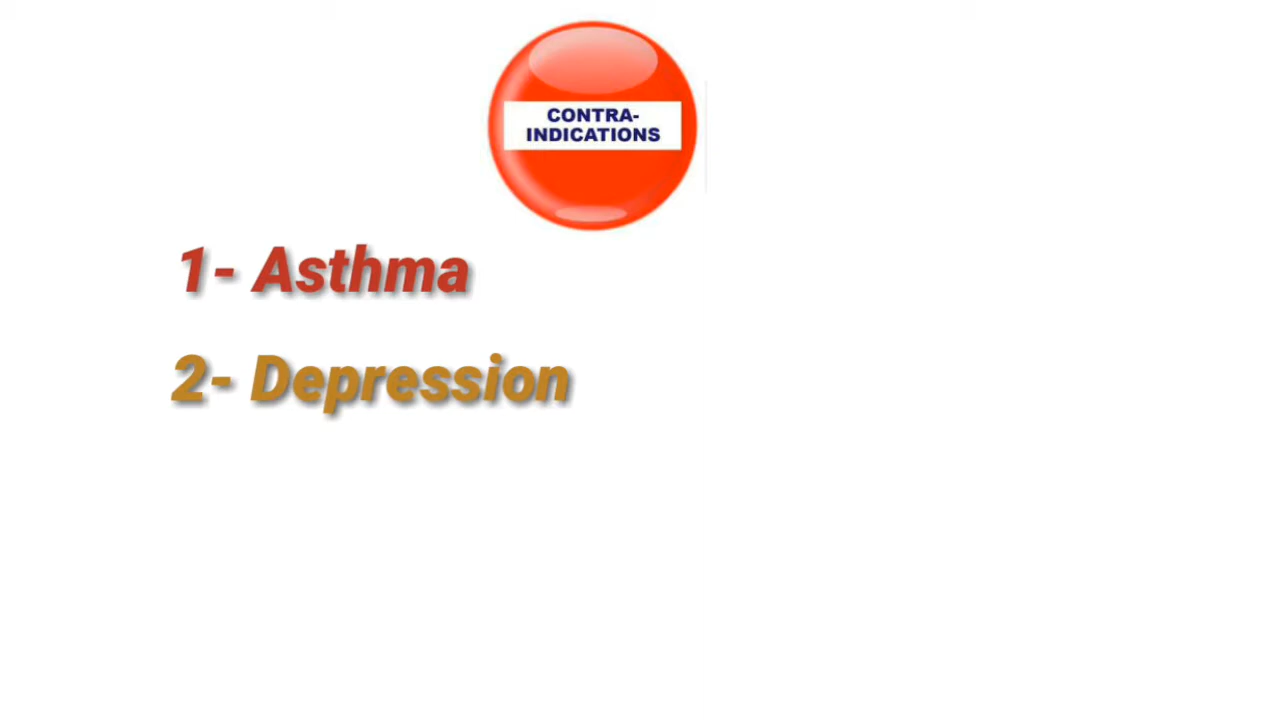 CONTRA-
INDICATIONS
1- Asthma
2- Depression